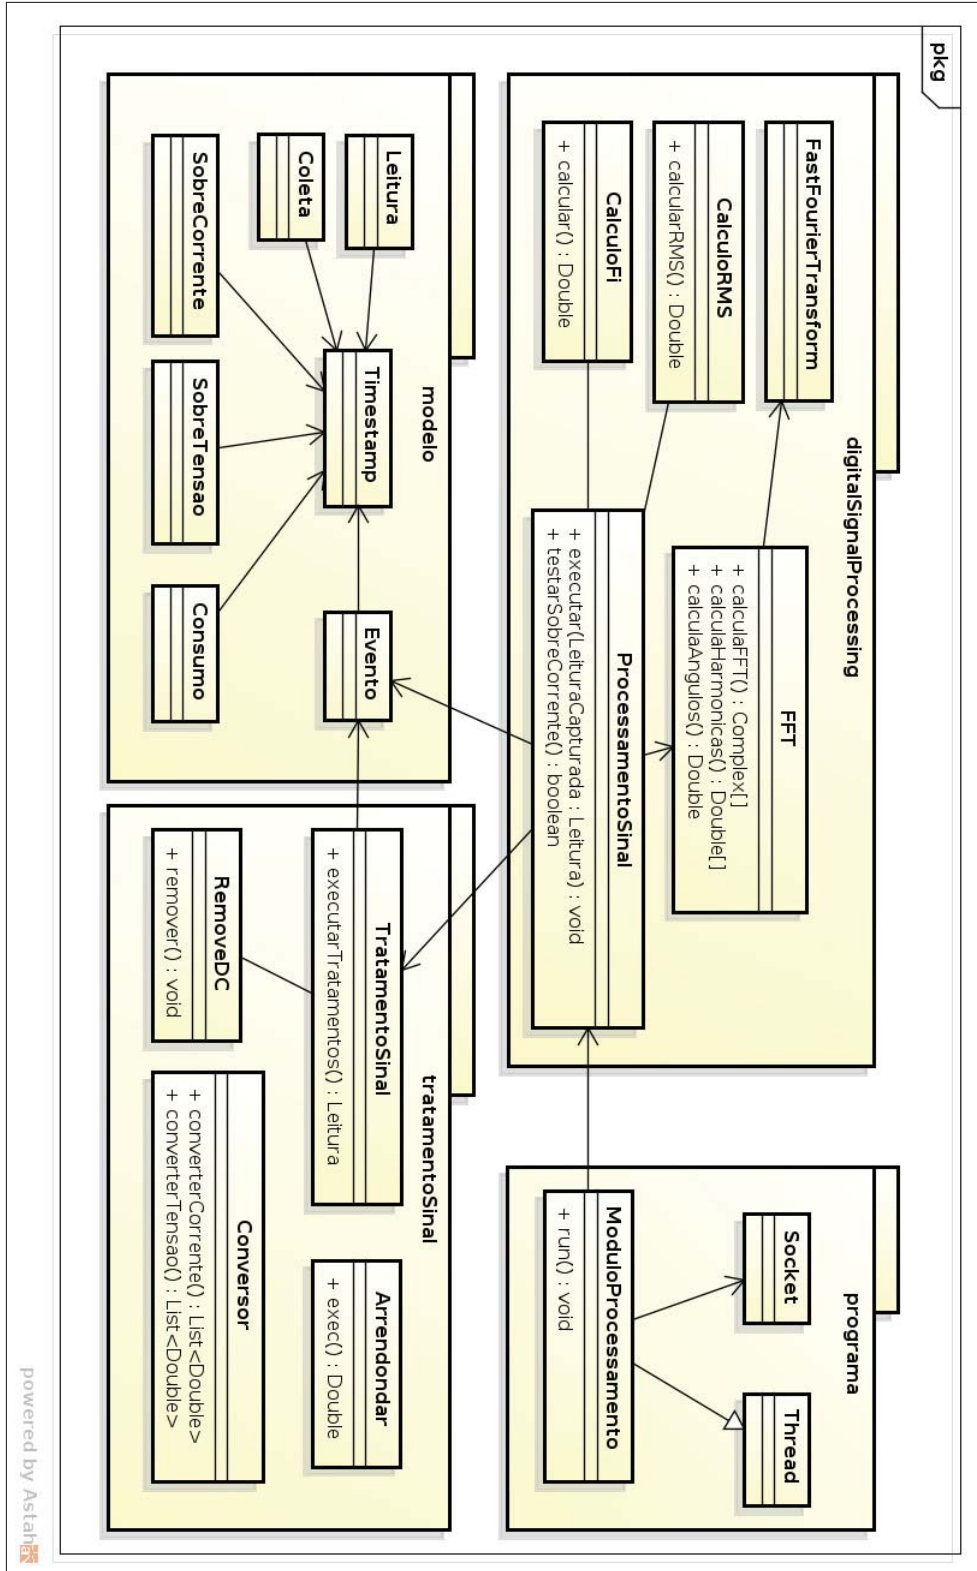 pkg
digitalSignalProcessing
FastFourierTransform
FFT
+ calculaFFT() : Complex[]
+ calculaHarmonicas() : Double[]
+ calculaAngulos() : Double
CalculoRMS
+ calcularRMS() : Double
CalculoFi
+ calcular() : Double
ProcessamentoSinal
+ executar(LeituraCapturada : Leitura) : void
+ testarSobreCorrente() : boolean
programa
Socket
Thread
ModuloProcessamento
+ run() : void
modelo
Leitura
Coleta
Timestamp
Evento
SobreCorrente
SobreTensao
Consumo
tratamentoSinal
TratamentoSinal
+ executarTratamentos() : Leitura
Arrendondar
+ exec() : Double
RemoveDC
+ remover() : void
Conversor
+ converterCorrente() : List<Double>
+ converterTensao() : List<Double>
powered by Astah